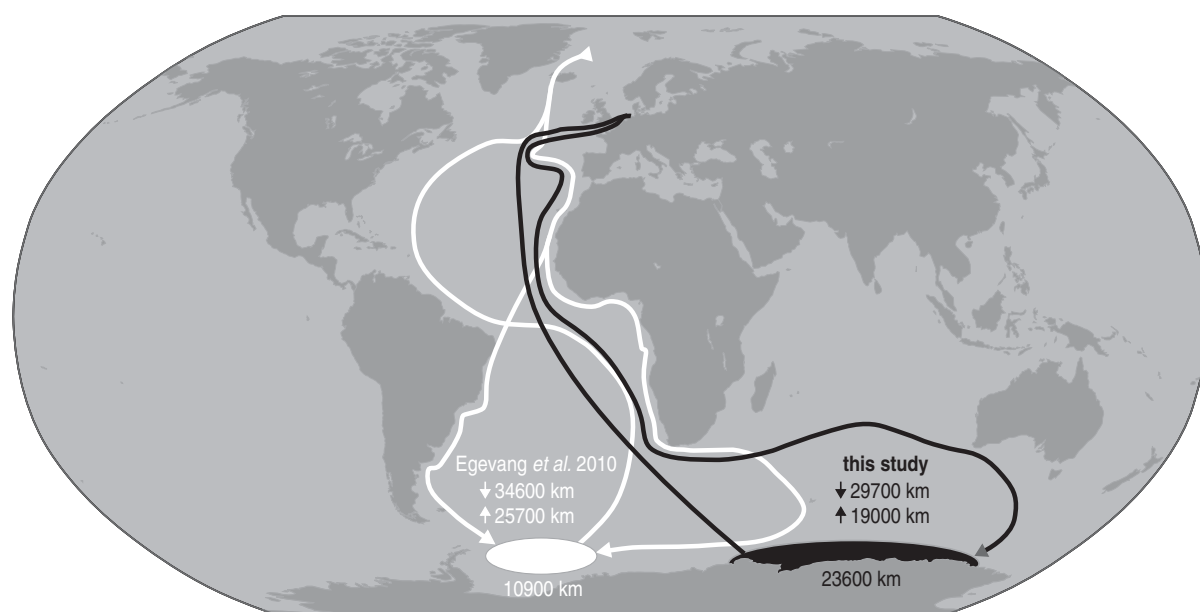 Egevang et al. 2010
↓34600 km
↑25700 km
10900 km
this study
↓29700 km
↑19000 km
23600 km